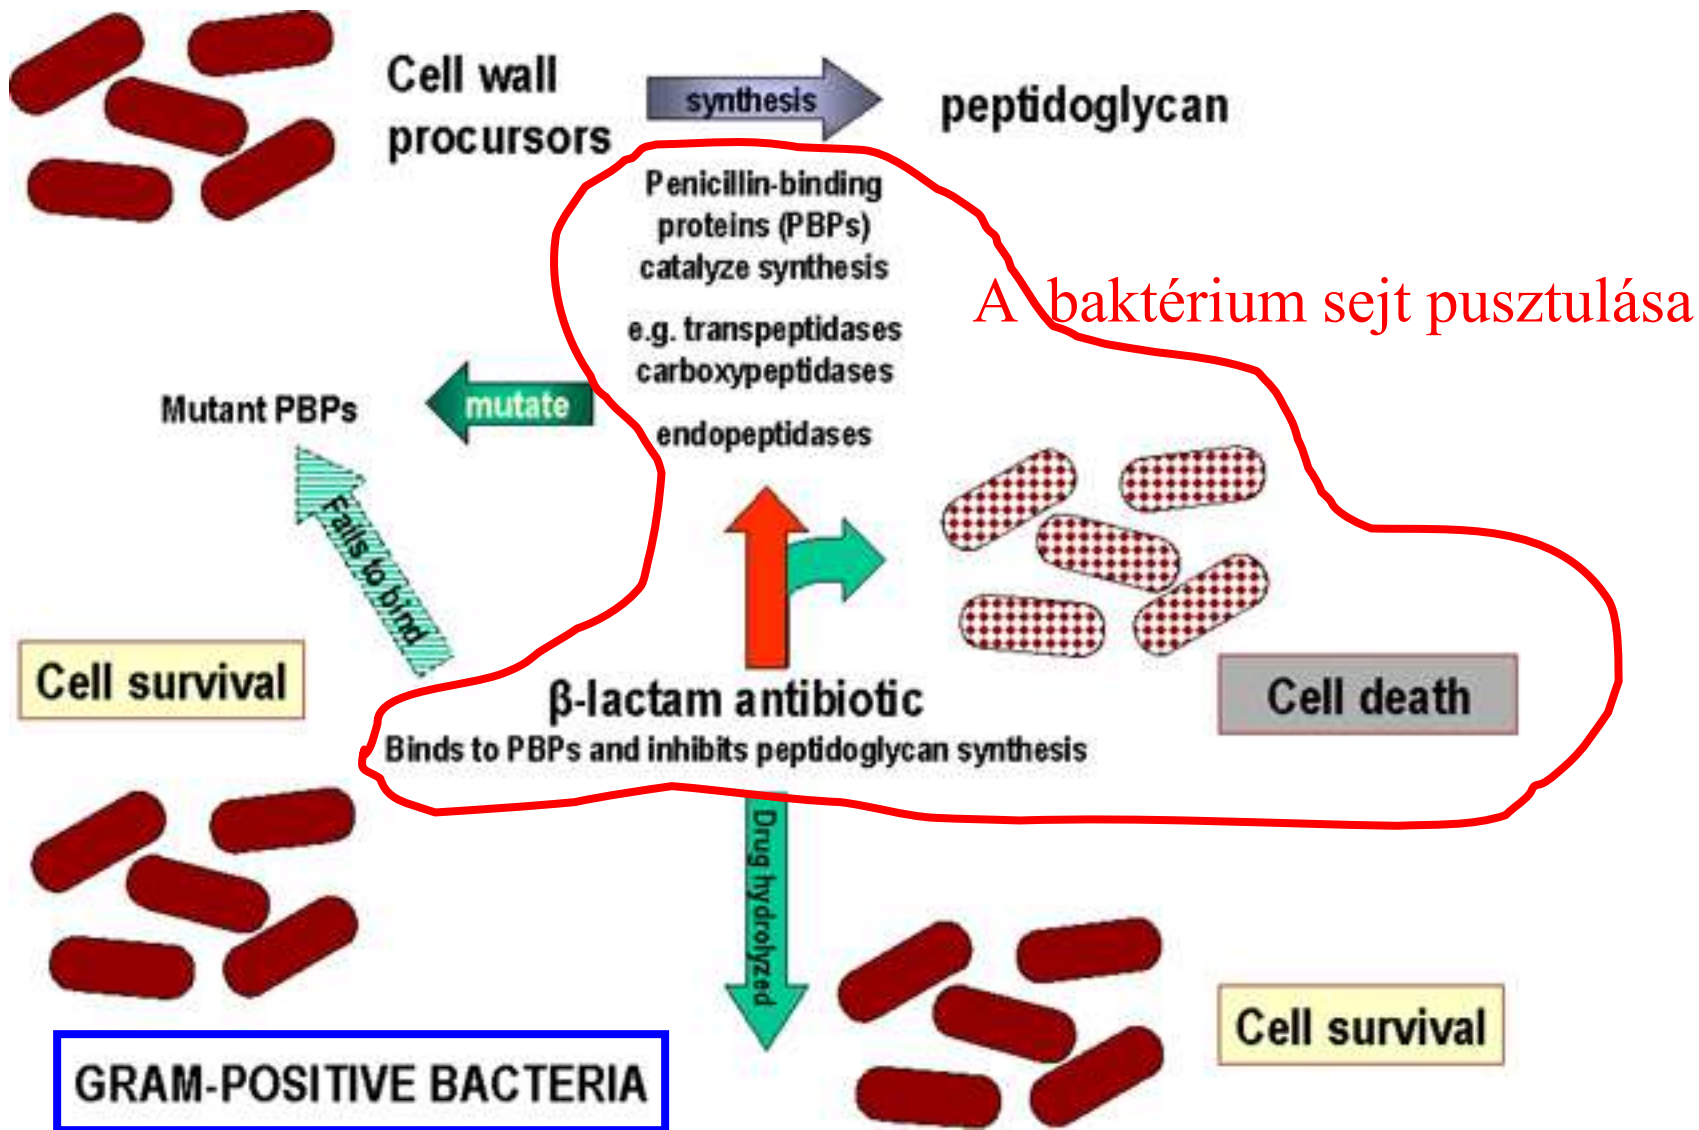 Cell wall
procursors
synthesis
peptidoglycan
Penicillin-binding
proteins (PBPs)
catalyze synthesis
e.g. transpeptidases
carboxypeptidases
endopeptidases
A baktérium sejt pusztulása
mutate
Mutant PBPs
Fails to bind
Cell survival
β-lactam antibiotic
Binds to PBPs and inhibits peptidoglycan synthesis
Cell death
Drug hydrolyzed
Cell survival
GRAM-POSITIVE BACTERIA